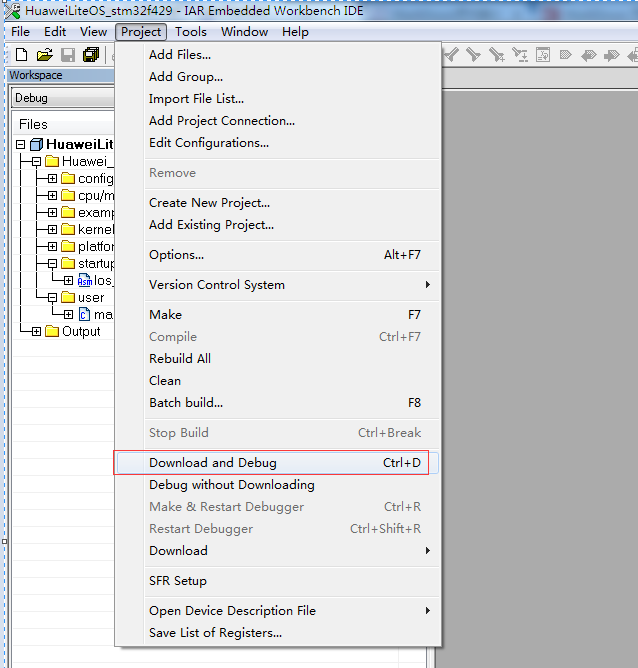 HuaweiLiteOS_stm32f429 - IAR Embedded Workbench IDE
File Edit View Project Tools Window Help
Workspace
Debug
Files
HuaweiLit
Huawei_
config
cpu/m
examp
kernel
platfor
startup
los_
user
ma
Output
Add Files...
Add Group...
Import File List...
Add Project Connection...
Edit Configurations...
Remove
Create New Project...
Add Existing Project...
Options... Alt+F7
Version Control System
Make F7
Compile Ctrl+F7
Rebuild All
Clean
Batch build... F8
Stop Build Ctrl+Break
Download and Debug Ctrl+D
Debug without Downloading
Make & Restart Debugger Ctrl+R
Restart Debugger Ctrl+Shift+R
Download
SFR Setup
Open Device Description File
Save List of Registers...